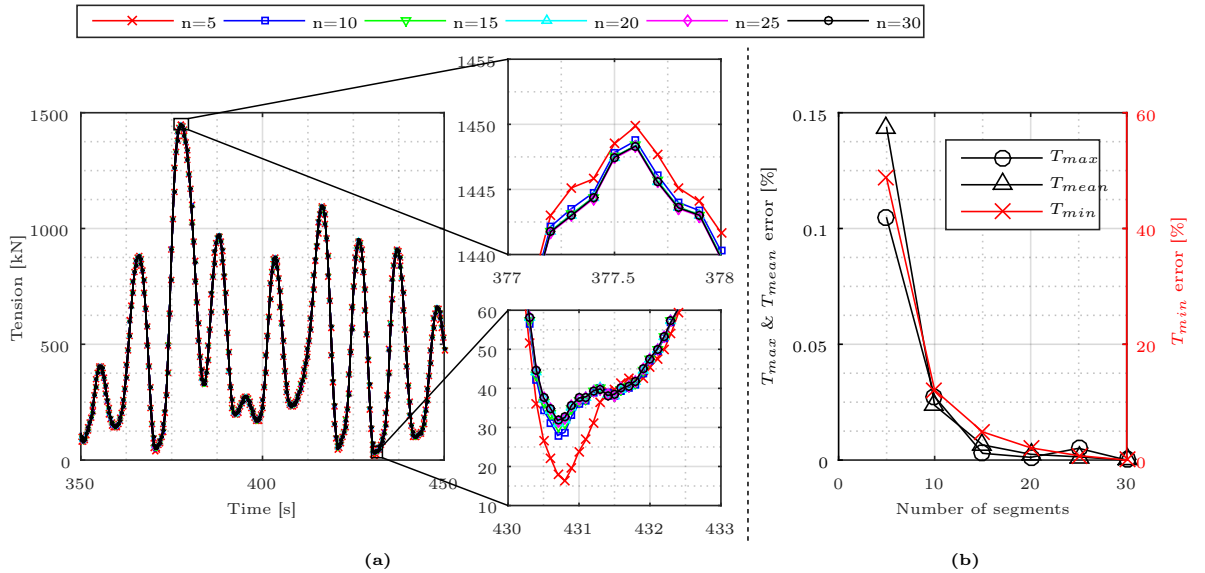 n=5 n=10 n=15 n=20 n=25 n=30
1500
1000
500
0
350 400 450
Tension [kN]
Time [s]
1455
1450
1445
1440
377 377.5 378
60
50
40
30
20
10
430 431 432 433
(a)
0.15
0.1
0.05
0
T_max & T_mean error [%]
0 10 20 30
Number of segments
60
40
20
0
T_min error [%]
T_max
T_mean
T_min
(b)